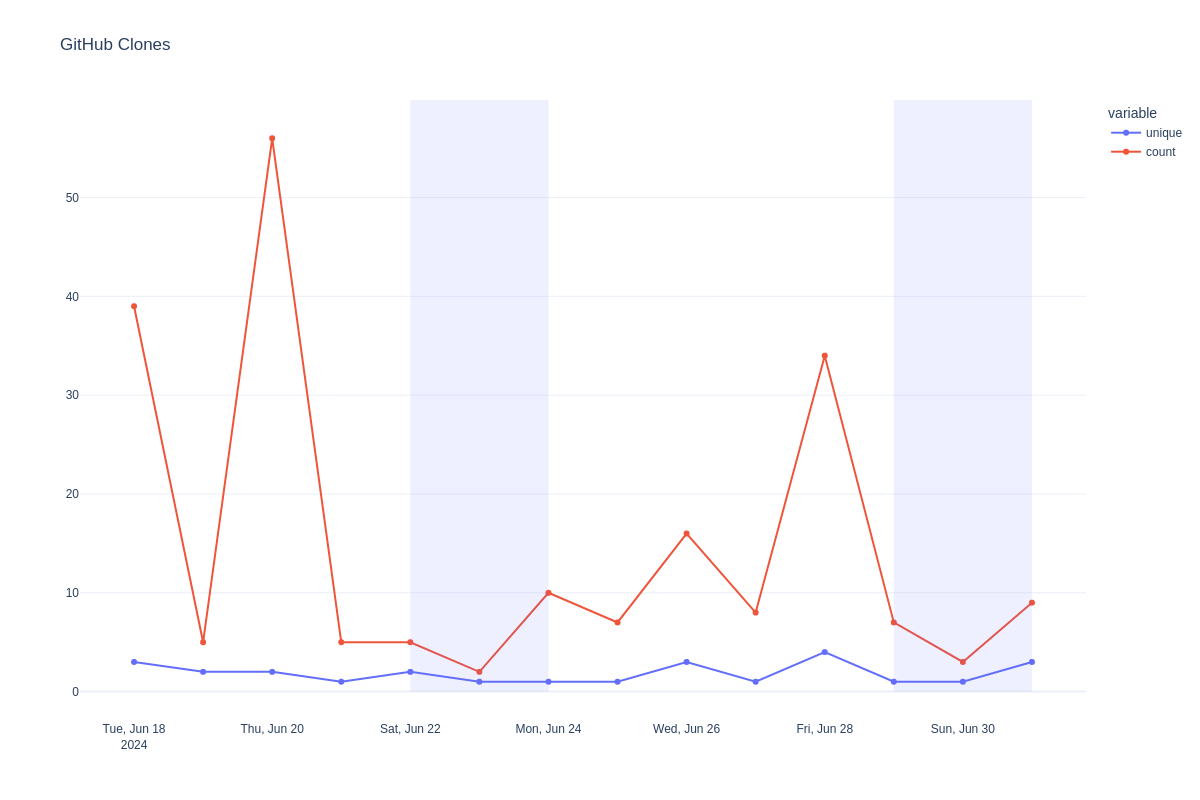 GitHub Clones
variable
unique
count
50
40
30
20
10
0
Tue, Jun 18
2024
Thu, Jun 20
Sat, Jun 22
Mon, Jun 24
Wed, Jun 26
Fri, Jun 28
Sun, Jun 30